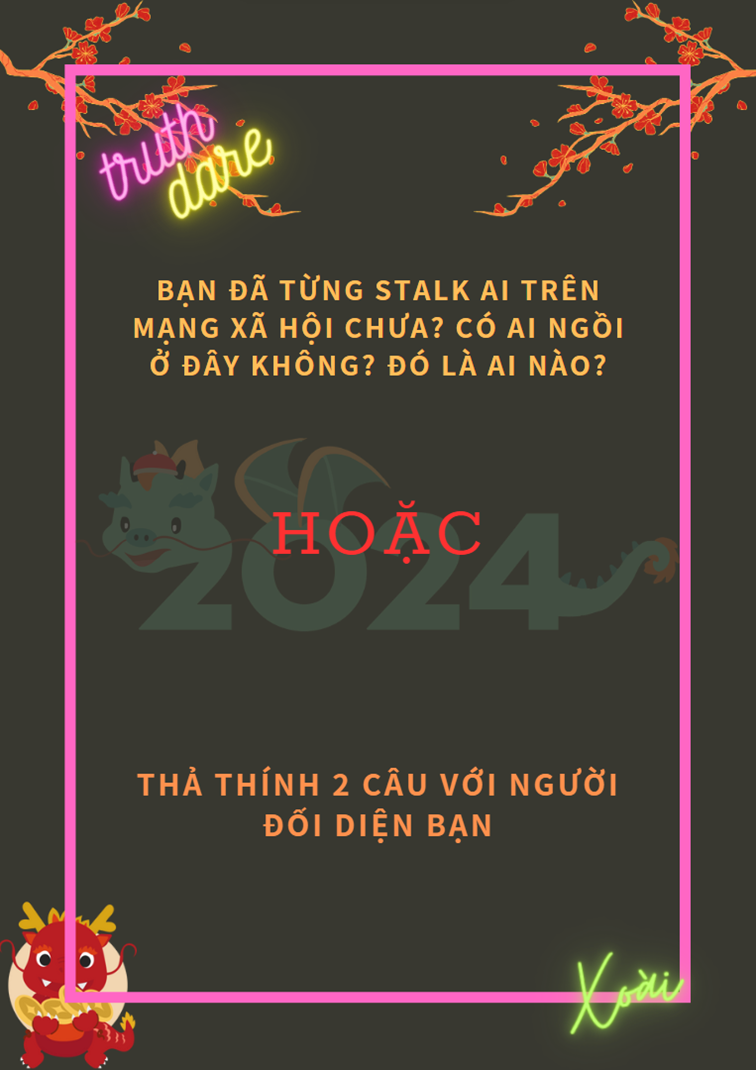 truth
dare
BẠN ĐÃ TỪNG STALK AI TRÊN
MẠNG XÃ HỘI CHƯA? CÓ AI NGỒI
Ở ĐÂY KHÔNG? ĐÓ LÀ AI NÀO?
HOẶC
2024
THẢ THÍNH 2 CÂU VỚI NGƯỜI
ĐỐI DIỆN BẠN
Xoài